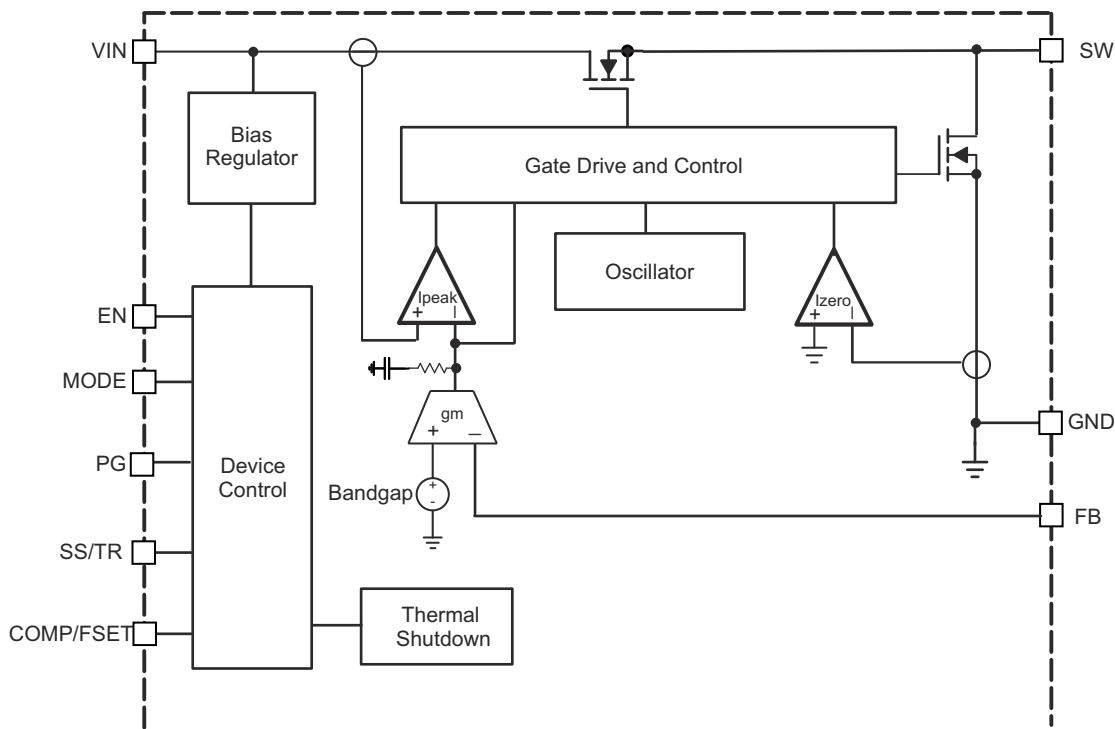 VIN
SW
Bias
Regulator
Gate Drive and Control
Oscillator
Ipeak
+ −
Izero
+ −
EN
MODE
PG
SS/TR
COMP/FSET
Device
Control
gm
+ −
Bandgap
+
-
GND
FB
Thermal
Shutdown